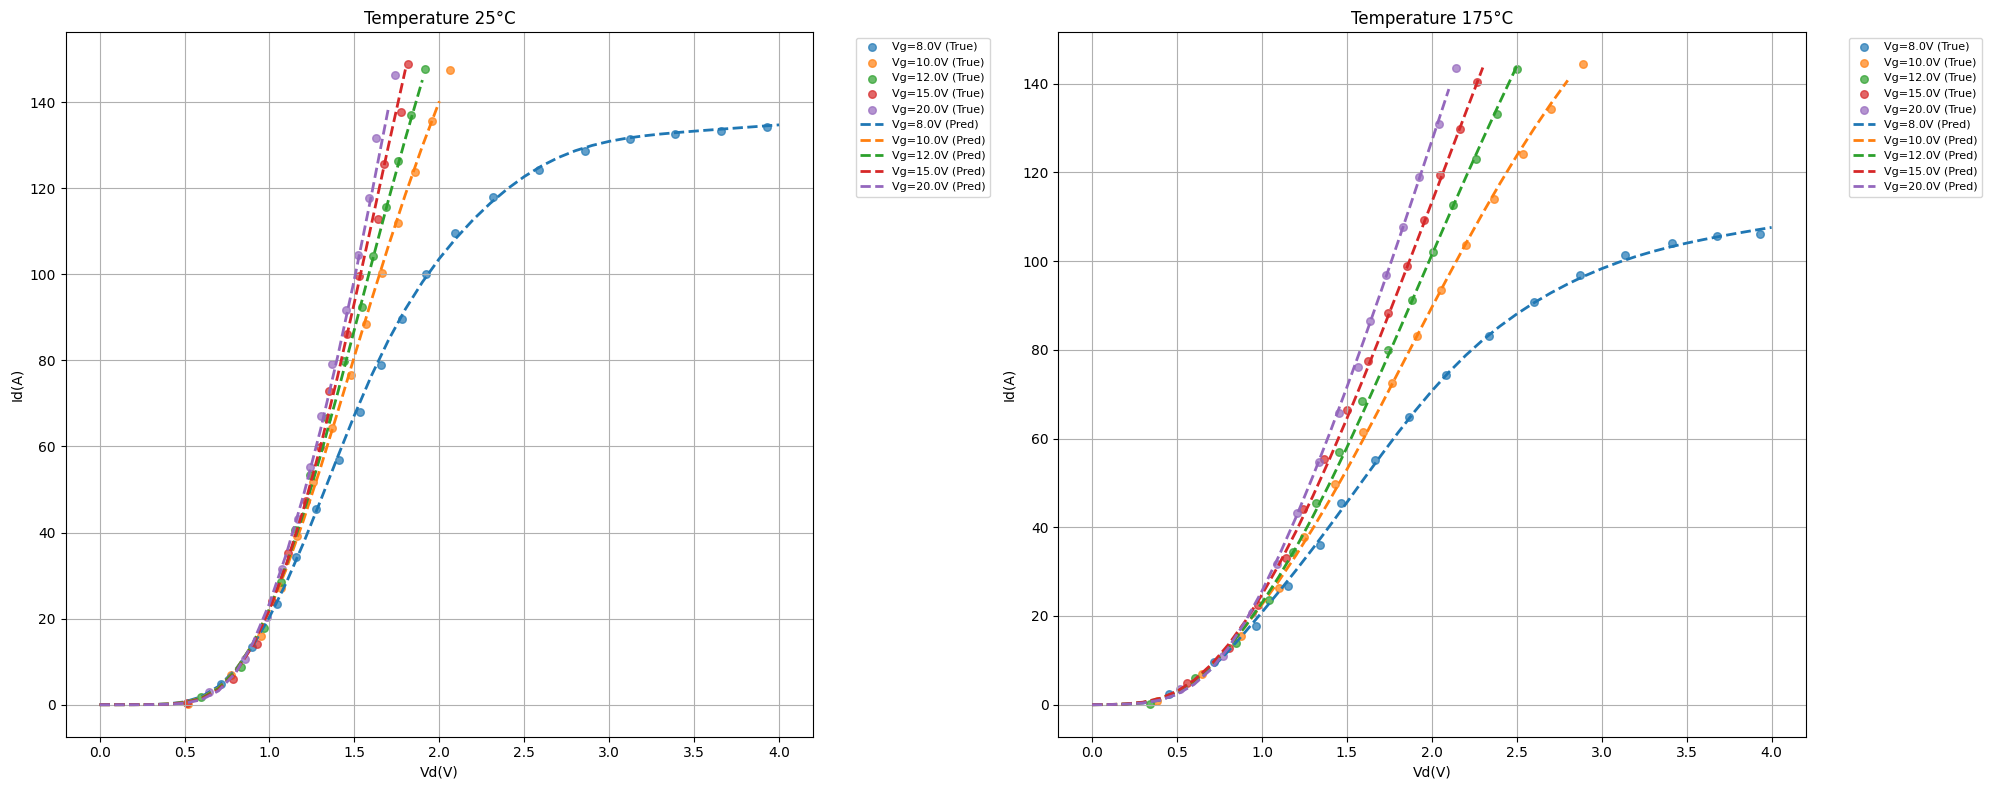 Temperature 25°C
Id(A)
140
120
100
80
60
40
20
0
0.0 0.5 1.0 1.5 2.0 2.5 3.0 3.5 4.0
Vd(V)
Vg=8.0V (True)
Vg=10.0V (True)
Vg=12.0V (True)
Vg=15.0V (True)
Vg=20.0V (True)
Vg=8.0V (Pred)
Vg=10.0V (Pred)
Vg=12.0V (Pred)
Vg=15.0V (Pred)
Vg=20.0V (Pred)
Temperature 175°C
Id(A)
140
120
100
80
60
40
20
0
0.0 0.5 1.0 1.5 2.0 2.5 3.0 3.5 4.0
Vd(V)
Vg=8.0V (True)
Vg=10.0V (True)
Vg=12.0V (True)
Vg=15.0V (True)
Vg=20.0V (True)
Vg=8.0V (Pred)
Vg=10.0V (Pred)
Vg=12.0V (Pred)
Vg=15.0V (Pred)
Vg=20.0V (Pred)